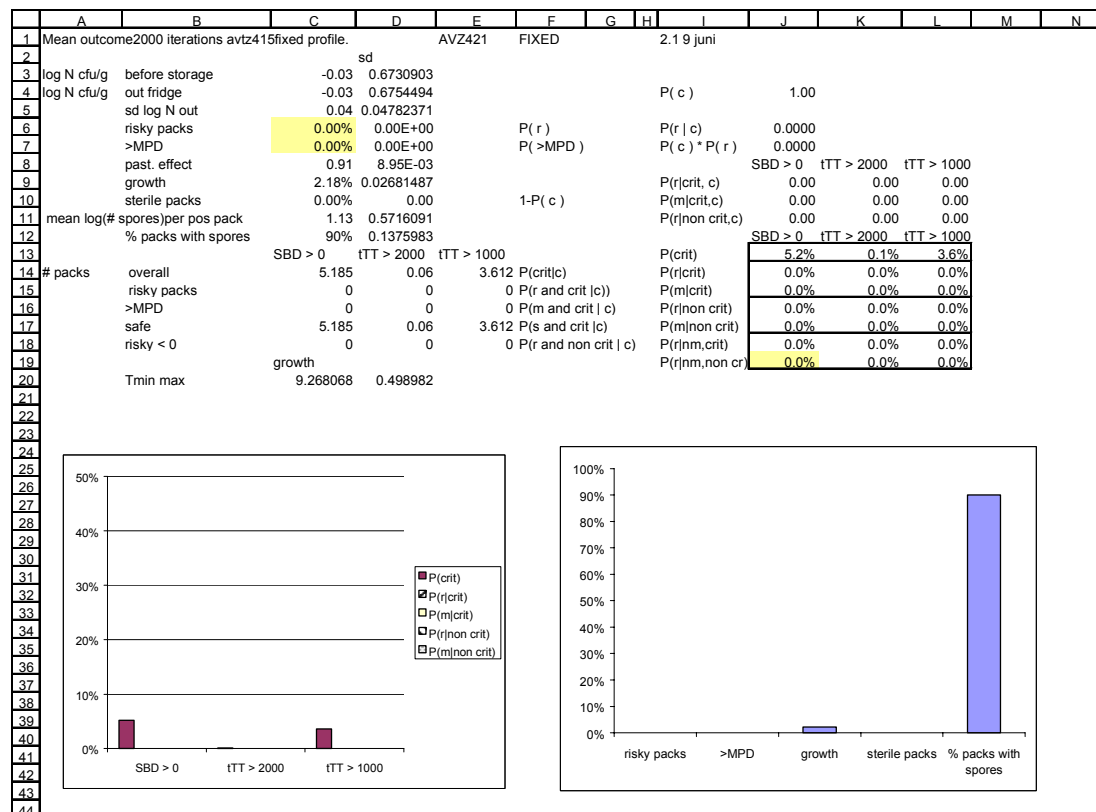 A B C D E F G H I J K L M N
1 Mean outcome2000 iterations avtz415fixed profile. AVZ421 FIXED 2.1 9 juni
2 sd
3 log N cfu/g before storage -0.03 0.6730903
4 log N cfu/g out fridge -0.03 0.6754494 P( c ) 1.00
5 sd log N out 0.04 0.04782371
6 risky packs 0.00% 0.00E+00 P( r ) P(r | c) 0.0000
7 >MPD 0.00% 0.00E+00 P( >MPD ) P( c ) * P( r ) 0.0000
8 past. effect 0.91 8.95E-03 SBD > 0 tTT > 2000 tTT > 1000
9 growth 2.18% 0.02681487 P(r|crit, c) 0.00 0.00 0.00
10 sterile packs 0.00% 0.00 1-P( c ) P(m|crit,c) 0.00 0.00 0.00
11 mean log(# spores)per pos pack 1.13 0.5716091 P(r|non crit,c) 0.00 0.00 0.00
12 % packs with spores 90% 0.1375983 SBD > 0 tTT > 2000 tTT > 1000
13 SBD > 0 tTT > 2000 tTT > 1000 P(crit) 5.2% 0.1% 3.6%
14 # packs overall 5.185 0.06 3.612 P(crit|c) P(r|crit) 0.0% 0.0% 0.0%
15 risky packs 0 0 0 P(r and crit |c)) P(m|crit) 0.0% 0.0% 0.0%
16 >MPD 0 0 0 P(m and crit | c) P(r|non crit) 0.0% 0.0% 0.0%
17 safe 5.185 0.06 3.612 P(s and crit |c) P(m|non crit) 0.0% 0.0% 0.0%
18 risky < 0 0 0 0 P(r and non crit | c) P(r|nm,crit) 0.0% 0.0% 0.0%
19 growth P(r|nm,non cr) 0.0% 0.0% 0.0%
20 Tmin max 9.268068 0.498982
21
22
23
24
25
26
27
28
29
30
31
32
33
34
35
36
37
38
39
40
41
42
43
44
50%
40%
30%
20%
10%
0%
SBD > 0 tTT > 2000 tTT > 1000
P(crit)
P(r|crit)
P(m|crit)
P(r|non crit)
P(m|non crit)
100%
90%
80%
70%
60%
50%
40%
30%
20%
10%
0%
risky packs >MPD growth sterile packs % packs with
spores